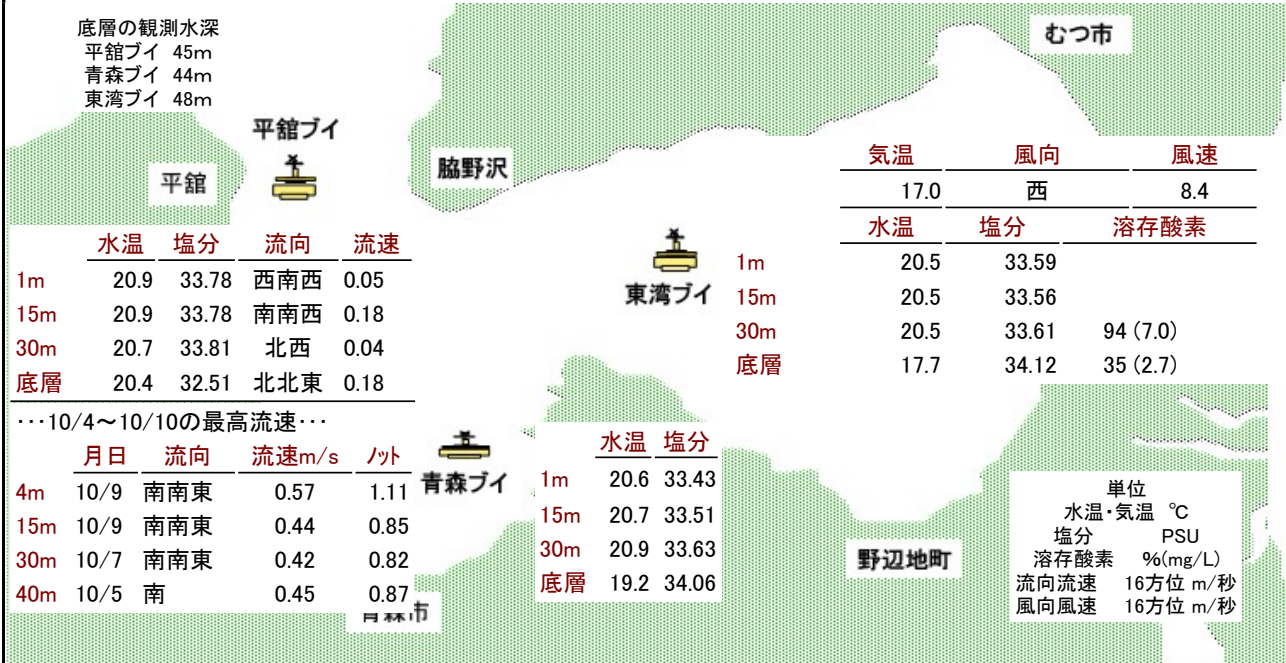 底層の観測水深
平舘ブイ 45m
青森ブイ 44m
東湾ブイ 48m
むつ市
平舘ブイ
平舘
脇野沢
水温 塩分 流向 流速
1m 20.9 33.78 西南西 0.05
15m 20.9 33.78 南南西 0.18
30m 20.7 33.81 北西 0.04
底層 20.4 32.51 北北東 0.18
…10/4～10/10の最高流速…
月日 流向 流速m/s ノット
4m 10/9 南南東 0.57 1.11
15m 10/9 南南東 0.44 0.85
30m 10/7 南南東 0.42 0.82
40m 10/5 南 0.45 0.87
東湾ブイ
気温 風向 風速
17.0 西 8.4
水温 塩分 溶存酸素
1m 20.5 33.59
15m 20.5 33.56
30m 20.5 33.61 94 (7.0)
底層 17.7 34.12 35 (2.7)
青森ブイ
水温 塩分
1m 20.6 33.43
15m 20.7 33.51
30m 20.9 33.63
底層 19.2 34.06
青森市
野辺地町
単位
水温・気温 ℃
塩分 PSU
溶存酸素 %(mg/L)
流向流速 16方位 m/秒
風向風速 16方位 m/秒